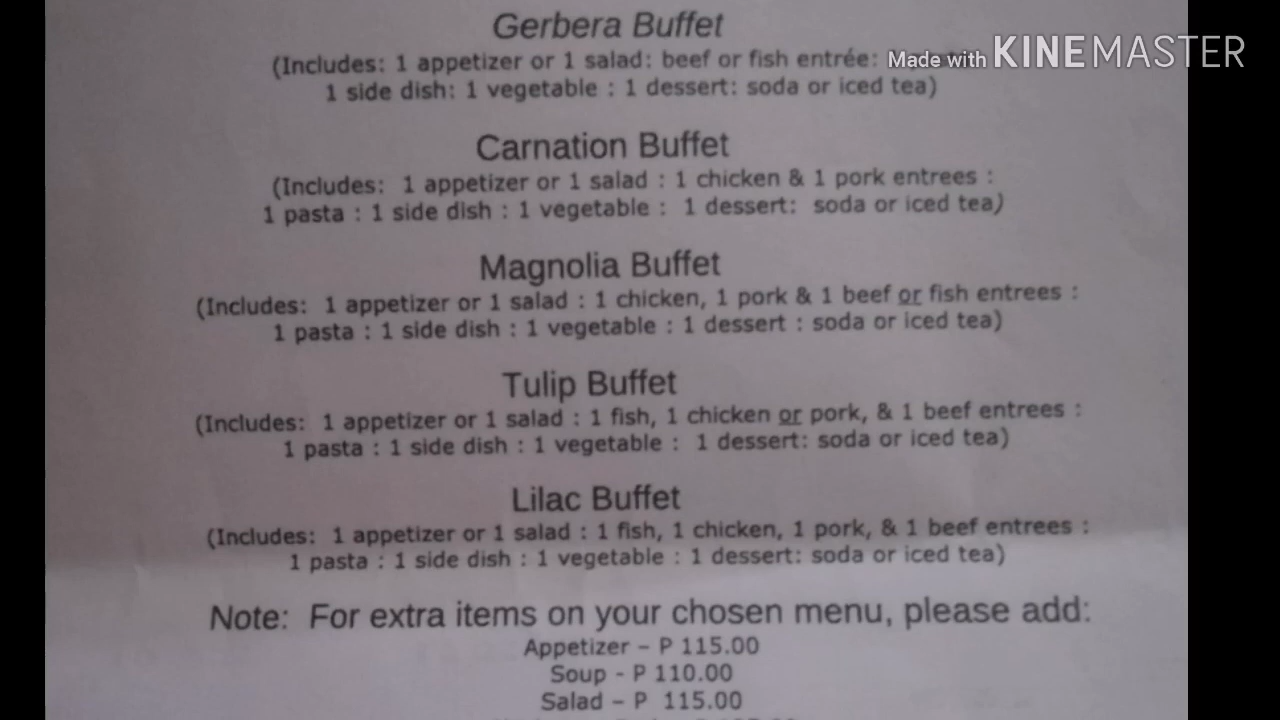 Gerbera Buffet
(Includes: 1 appetizer or 1 salad: beef or fish entrée:
Made with KINEMASTER
1 side dish: 1 vegetable : 1 dessert: soda or iced tea)
Carnation Buffet
(Includes: 1 appetizer or 1 salad : 1 chicken & 1 pork entrees :
1 pasta : 1 side dish : 1 vegetable : 1 dessert: soda or iced tea)
Magnolia Buffet
(Includes: 1 appetizer or 1 salad : 1 chicken, 1 pork & 1 beef or fish entrees :
1 pasta : 1 side dish : 1 vegetable : 1 dessert : soda or iced tea)
Tulip Buffet
(Includes: 1 appetizer or 1 salad : 1 fish, 1 chicken or pork, & 1 beef entrees :
1 pasta : 1 side dish : 1 vegetable : 1 dessert: soda or iced tea)
Lilac Buffet
(Includes: 1 appetizer or 1 salad : 1 fish, 1 chicken, 1 pork, & 1 beef entrees :
1 pasta : 1 side dish : 1 vegetable : 1 dessert: soda or iced tea)
Note: For extra items on your chosen menu, please add:
Appetizer – P 115.00
Soup - P 110.00
Salad – P 115.00